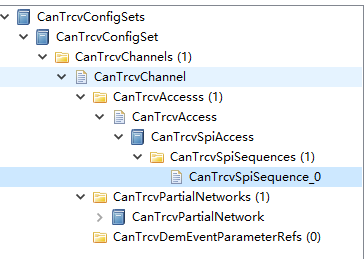 CanTrcvConfigSets
CanTrcvConfigSet
CanTrcvChannels (1)
CanTrcvChannel
CanTrcvAccesss (1)
CanTrcvAccess
CanTrcvSpiAccess
CanTrcvSpiSequences (1)
CanTrcvSpiSequence_0
CanTrcvPartialNetworks (1)
CanTrcvPartialNetwork
CanTrcvDemEventParameterRefs (0)